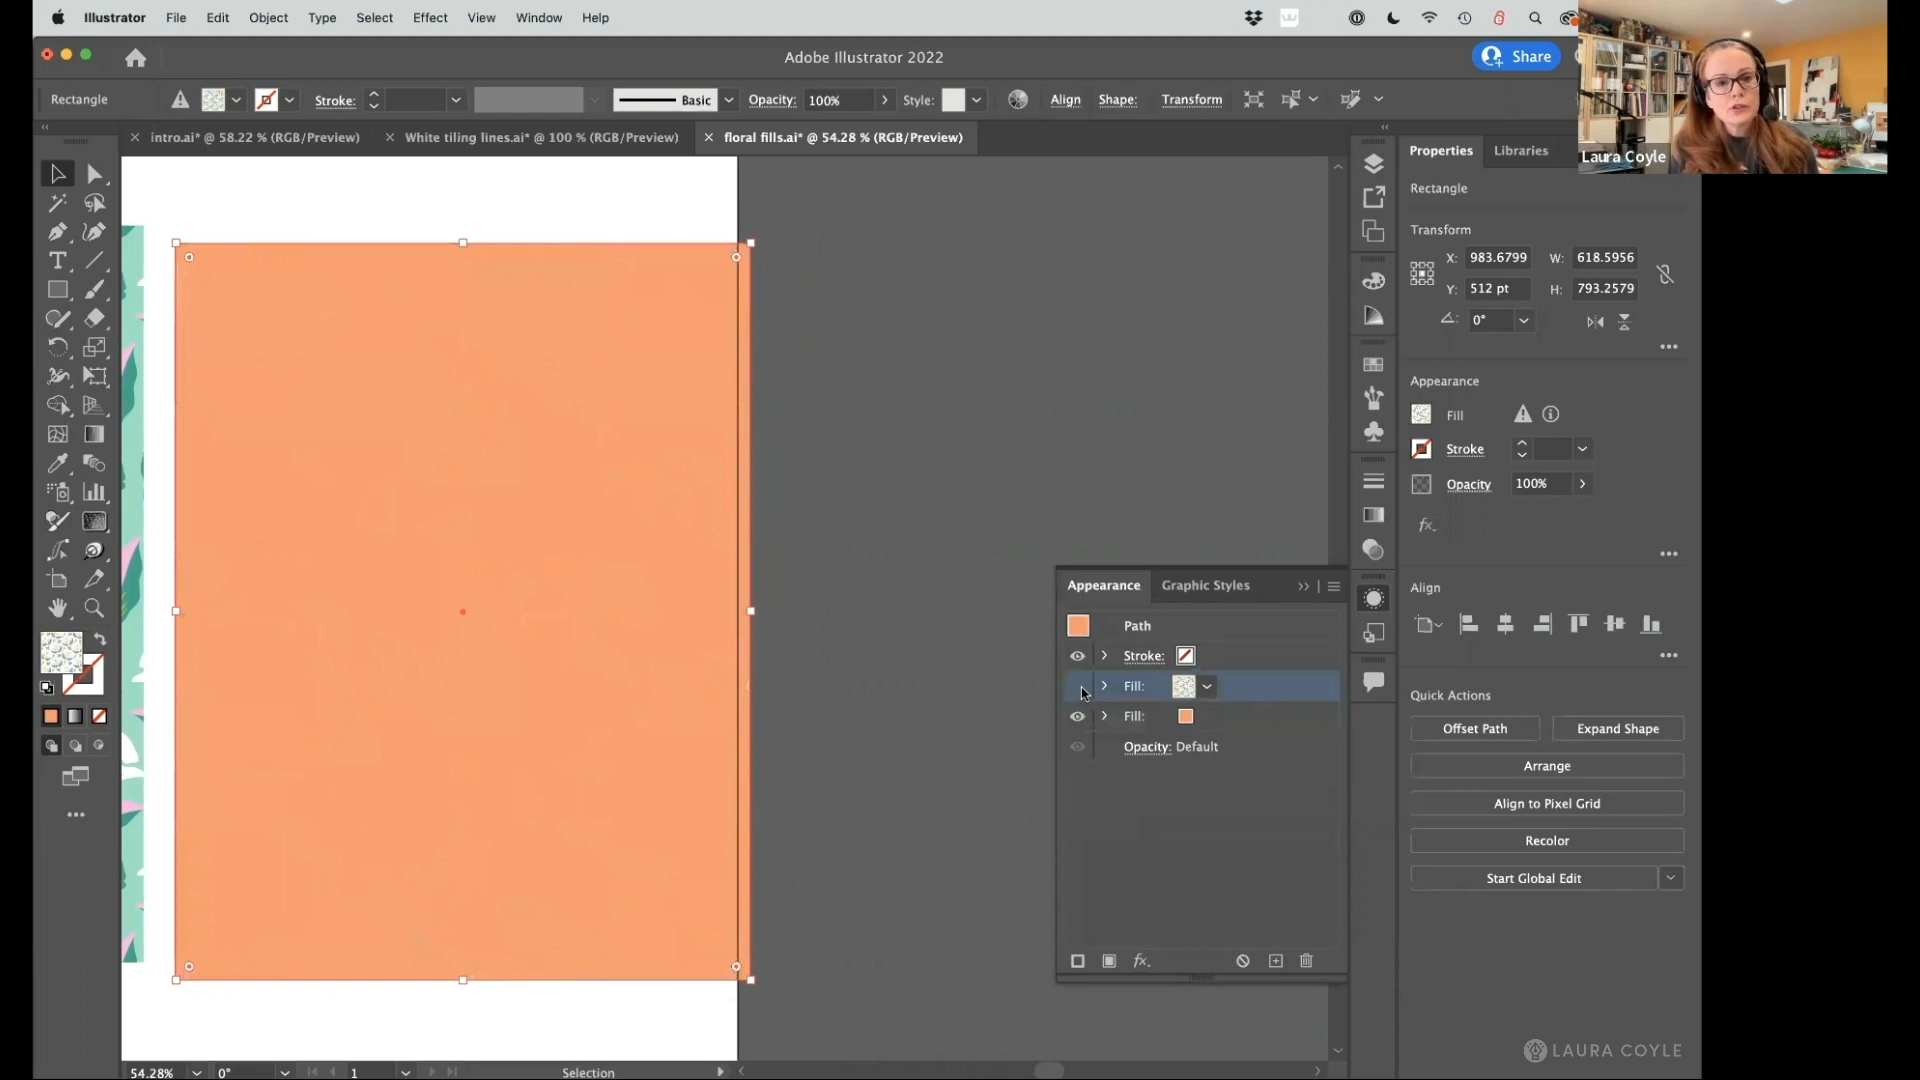 Illustrator File Edit Object Type Select Effect View Window Help
Adobe Illustrator 2022
Share
Rectangle Stroke: Basic Opacity: 100% Style: Align Shape: Transform
intro.ai* @ 58.22 % (RGB/Preview)
White tiling lines.ai* @ 100 % (RGB/Preview)
floral fills.ai* @ 54.28 % (RGB/Preview)
Laura Coyle
Properties Libraries
Rectangle
Transform
X: 983.6799 W: 618.5956
Y: 512 pt H: 793.2579
0°
Appearance
Fill
Stroke
Opacity 100%
fx.
Align
Quick Actions
Offset Path Expand Shape
Arrange
Align to Pixel Grid
Recolor
Start Global Edit
Appearance Graphic Styles
Path
Stroke:
Fill:
Fill:
Opacity: Default
fx.
LAURA COYLE
54.28% 0° 1 Selection